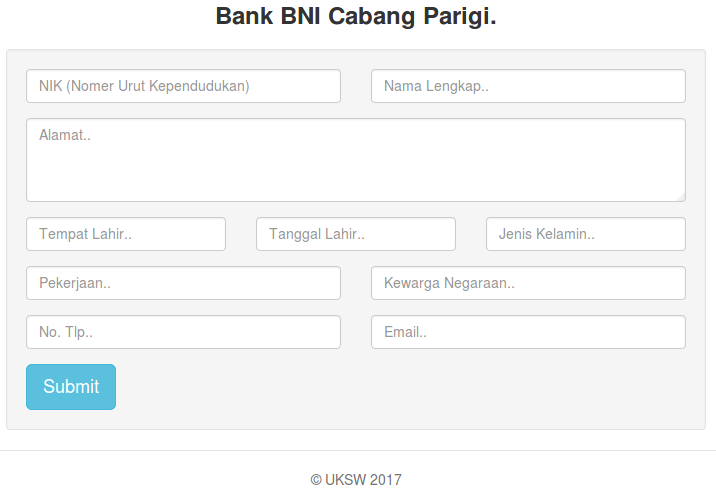 Bank BNI Cabang Parigi.
NIK (Nomer Urut Kependudukan)
Nama Lengkap..
Alamat..
Tempat Lahir..
Tanggal Lahir..
Jenis Kelamin..
Pekerjaan..
Kewarga Negaraan..
No. Tlp..
Email..
Submit
© UKSW 2017